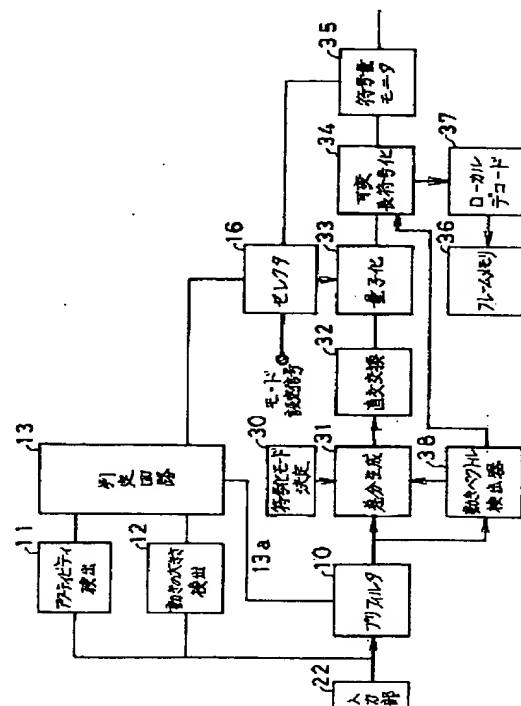 22
入力部
11
アクティビティ
検出
12
動きの大きさ
検出
13
判定回路
13a
10
プリフィルタ
30
符号化モード
決定
31
差分生成
38
動きベクトル
検出器
32
直交交換
モード
設定信号
16
セレクタ
33
量子化
34
可変
長符号化
35
符号量
モニタ
36
フレームメモリ
37
ローカル
デコード